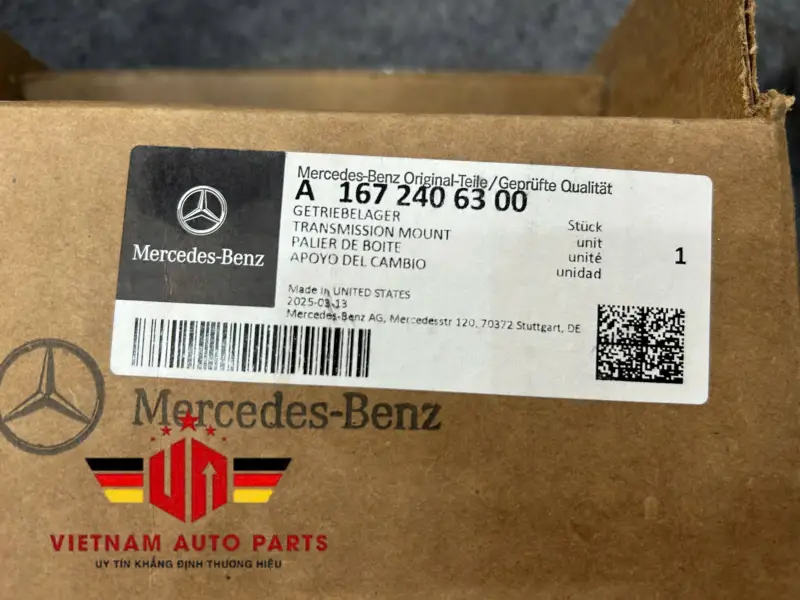 Mercedes-Benz Original-Teile/Geprüfte Qualität
A 167 240 63 00
GETRIEBELAGER
TRANSMISSION MOUNT
PALIER DE BOITE
APOYO DEL CAMBIO
Stück
unit
unité
unidad
1
Mercedes-Benz
Made in UNITED STATES
2025-03-13
Mercedes-Benz AG, Mercedesstr 120, 70372 Stuttgart, DE
Mercedes-Benz
VIETNAM AUTO PARTS
UY TÍN KHẲNG ĐỊNH THƯƠNG HIỆU